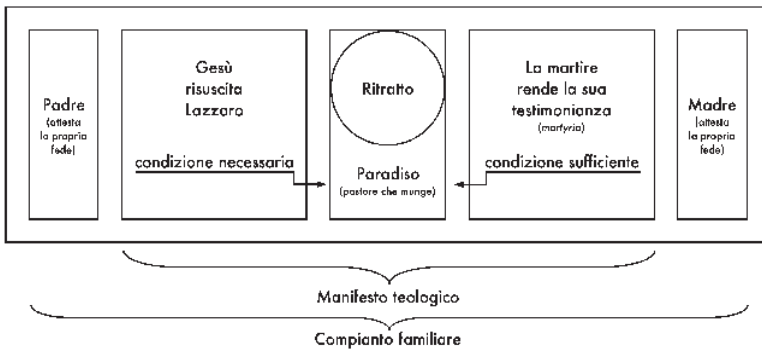 Padre
(attesta
la propria
fede)
Gesù
risuscita
Lazzaro
condizione necessaria
Ritratto
Paradiso
(pastore che munge)
La martire
rende la sua
testimonianza
(martyria)
condizione sufficiente
Madre
(attesta
la propria
fede)
Manifesto teologico
Compianto familiare